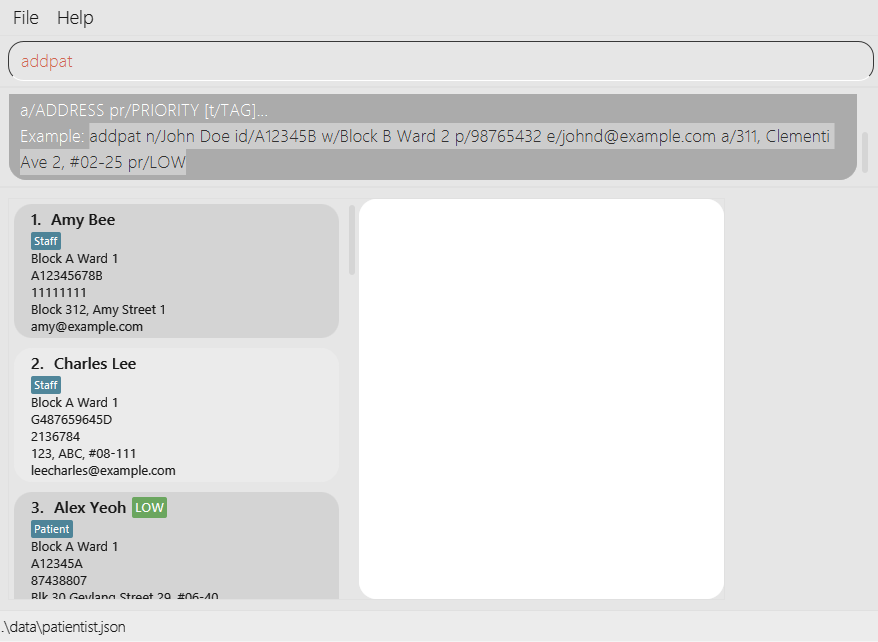 File Help
addpat
a/ADDRESS pr/PRIORITY [t/TAG]...
Example: addpat n/John Doe id/A12345B w/Block B Ward 2 p/98765432 e/johnd@example.com a/311, Clementi
Ave 2, #02-25 pr/LOW
1. Amy Bee
Staff
Block A Ward 1
A12345678B
11111111
Block 312, Amy Street 1
amy@example.com
2. Charles Lee
Staff
Block A Ward 1
G487659645D
2136784
123, ABC, #08-111
leecharles@example.com
3. Alex Yeoh LOW
Patient
Block A Ward 1
A12345A
87438807
Blk 30 Geylang Street 29, #06-40
.\data\patientist.json